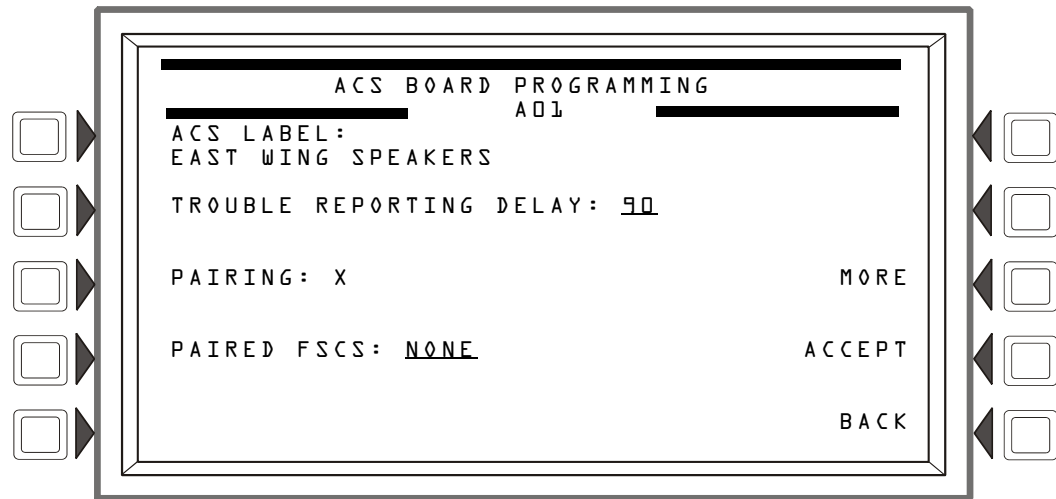 ACS BOARD PROGRAMMING
A01
ACS LABEL:
EAST WING SPEAKERS
TROUBLE REPORTING DELAY: 90
PAIRING: X
MORE
PAIRED FSCS: NONE
ACCEPT
BACK